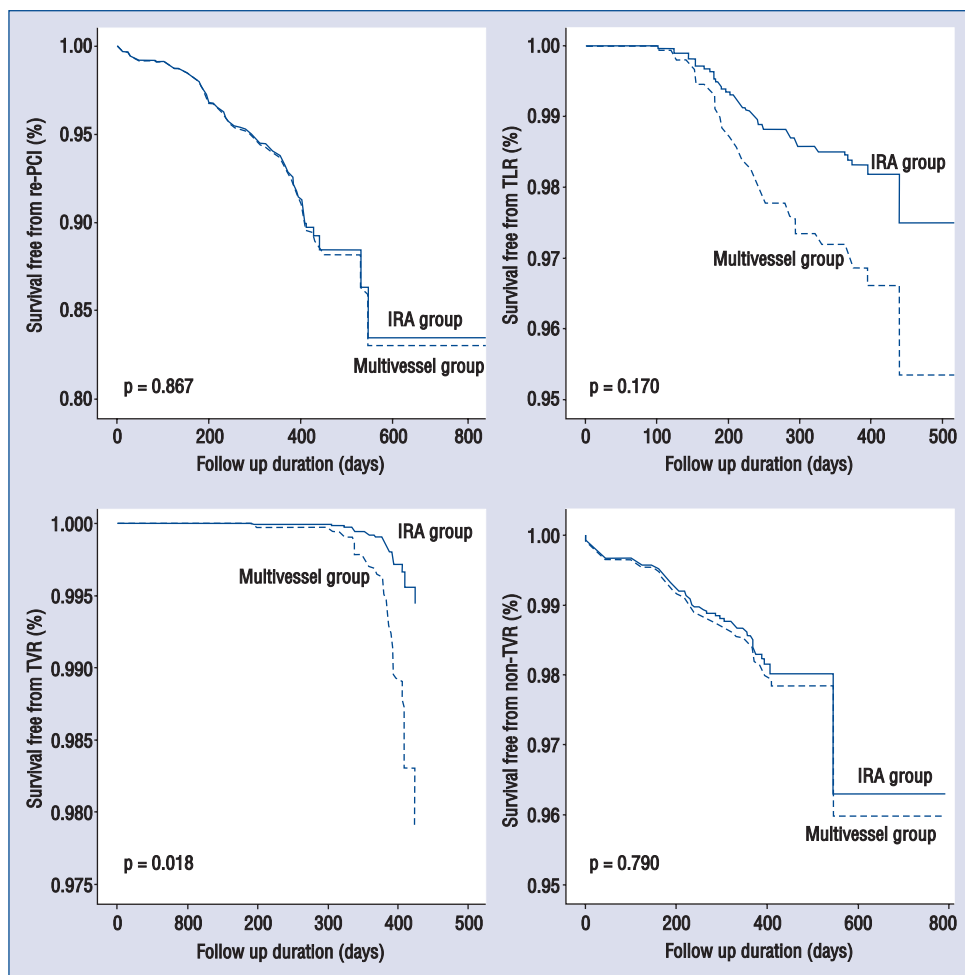 Survival free from re-PCI (%)
1.00
0.95
0.90
0.85
0.80
IRA group
Multivessel group
p = 0.867
0 200 400 600 800
Follow up duration (days)
Survival free from TLR (%)
1.00
0.99
0.98
0.97
0.96
0.95
IRA group
Multivessel group
p = 0.170
0 100 200 300 400 500
Follow up duration (days)
Survival free from TVR (%)
1.000
0.995
0.990
0.985
0.980
0.975
IRA group
Multivessel group
p = 0.018
0 800 200 300 400 500
Follow up duration (days)
Survival free from non-TVR (%)
1.00
0.99
0.98
0.97
0.96
0.95
IRA group
Multivessel group
p = 0.790
0 200 400 600 800
Follow up duration (days)